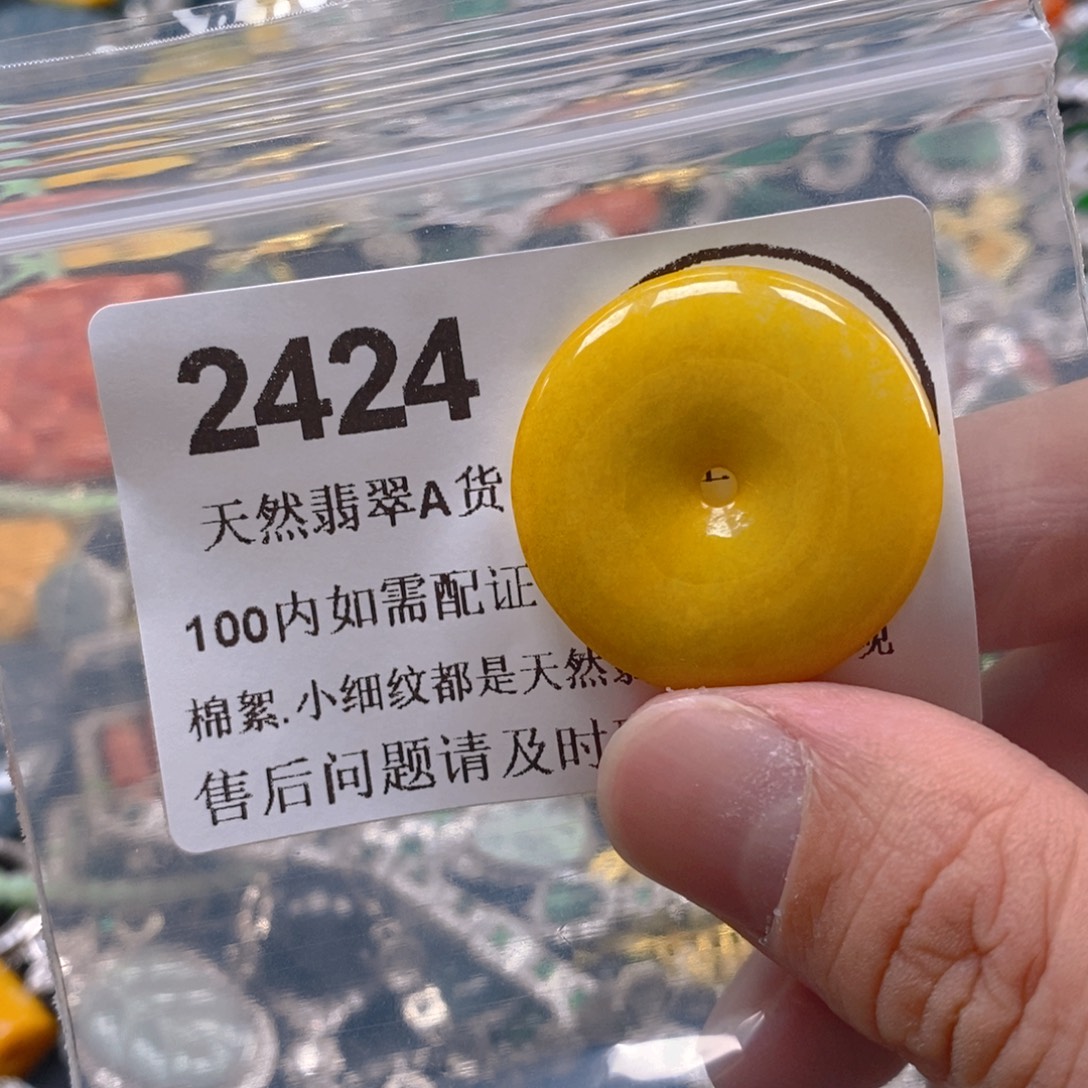 2424
天然翡翠A货
100内如需配证
棉絮.小细纹都是天然
售后问题请及时